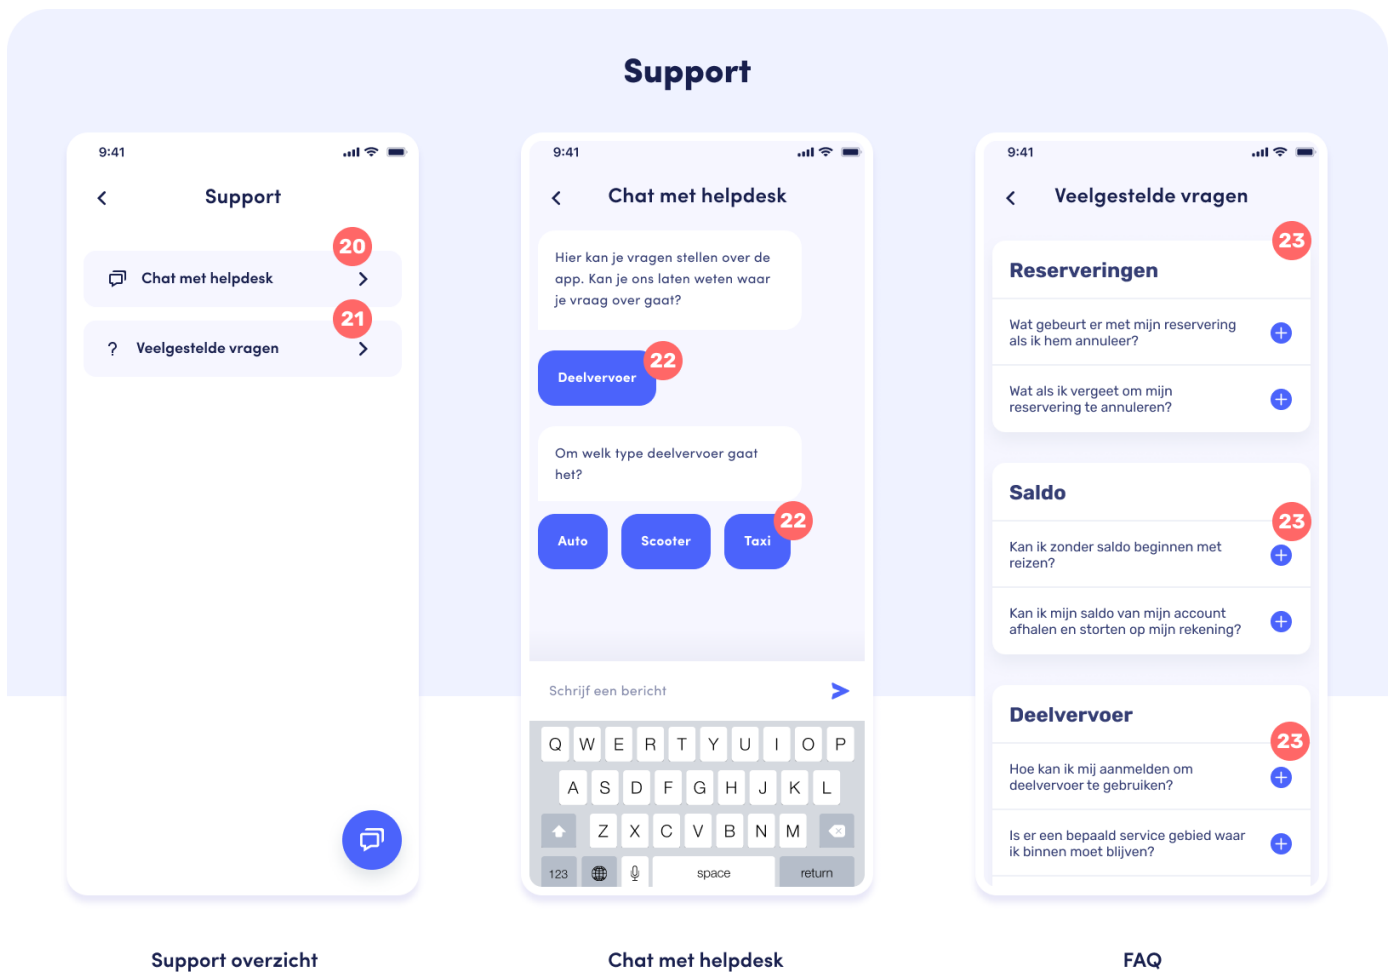 Support
9:41
Support
20
Chat met helpdesk
21
? Veelgestelde vragen
Support overzicht
9:41
Chat met helpdesk
Hier kan je vragen stellen over de
app. Kan je ons laten weten waar
je vraag over gaat?
22
Deelvervoer
Om welk type deelvervoer gaat
het?
22
Auto Scooter Taxi
Schrijf een bericht
Q W E R T Y U I O P
A S D F G H J K L
Z X C V B N M
123 space return
Chat met helpdesk
9:41
Veelgestelde vragen
23
Reserveringen
Wat gebeurt er met mijn reservering
als ik hem annuleer?
Wat als ik vergeet om mijn
reservering te annuleren?
Saldo
23
Kan ik zonder saldo beginnen met
reizen?
Kan ik mijn saldo van mijn account
afhalen en storten op mijn rekening?
Deelvervoer
23
Hoe kan ik mij aanmelden om
deelvervoer te gebruiken?
Is er een bepaald service gebied waar
ik binnen moet blijven?
FAQ